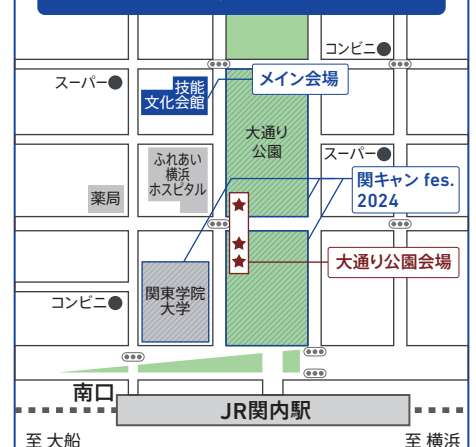 コンビニ
スーパー
技能
文化会館
メイン会場
大通り
公園
スーパー
ふれあい
横浜
ホスピタル
薬局
関キャン fes.
2024
大通り公園会場
関東学院
大学
コンビニ
南口
JR関内駅
至 大船
至 横浜